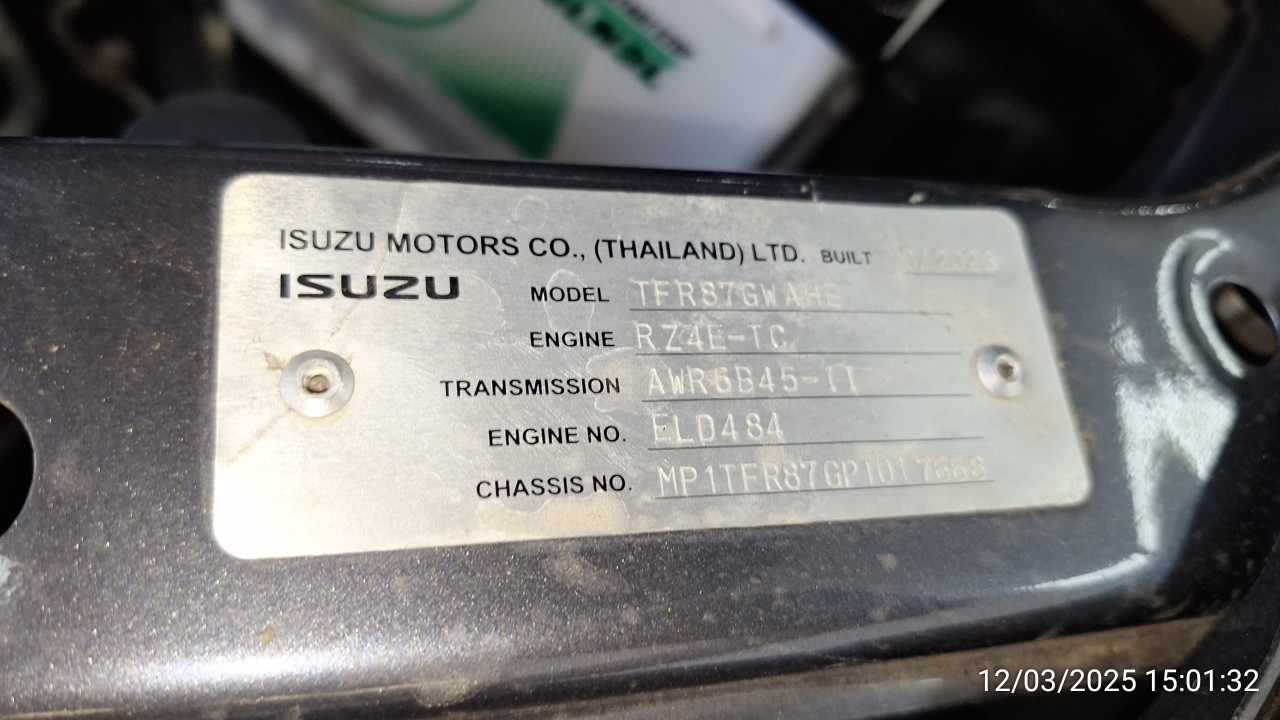 ISUZU MOTORS CO., (THAILAND) LTD. BUILT /2023
ISUZU
MODEL TFR87GWAHE
ENGINE RZ4E-TC
TRANSMISSION AWR6B45-II
ENGINE NO. ELD484
CHASSIS NO.
12/03/2025 15:01:32